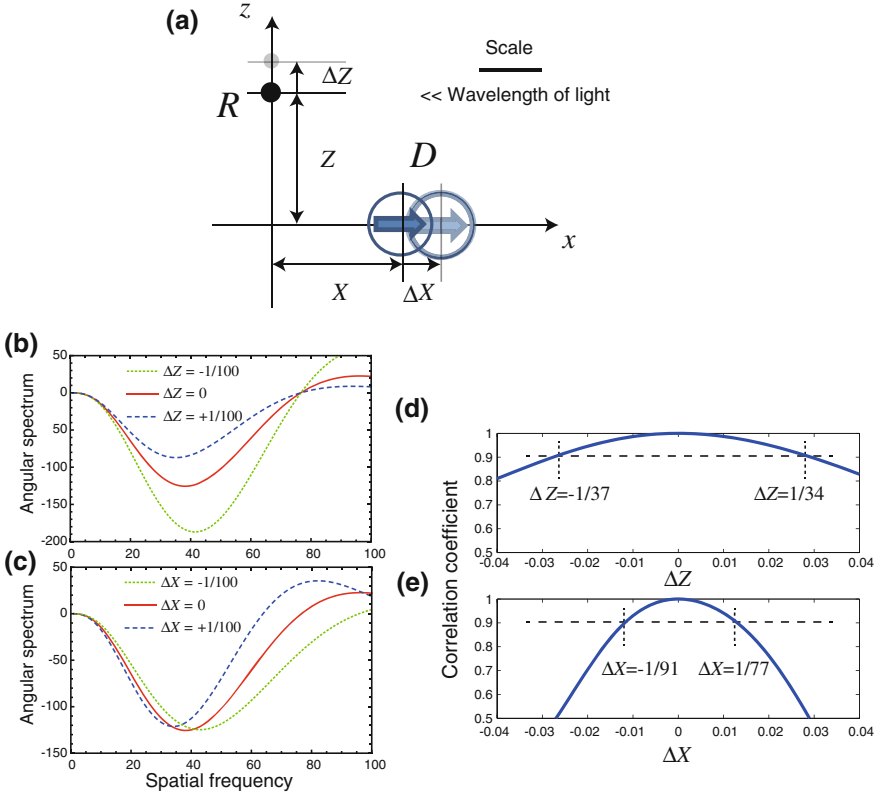 (a)
z
Scale
ΔZ
<< Wavelength of light
R
Z
D
x
X
ΔX
(b)
50
0
-50
-100
-150
-200
Angular spectrum
ΔZ = -1/100
ΔZ = 0
ΔZ = +1/100
0 20 40 60 80 100
(c)
50
0
-50
-100
-150
Angular spectrum
ΔX = -1/100
ΔX = 0
ΔX = +1/100
0 20 40 60 80 100
Spatial frequency
(d)
1
0.9
0.8
0.7
0.6
0.5
Δ Z=-1/37
ΔZ=1/34
-0.04 -0.03 -0.02 -0.01 0 0.01 0.02 0.03 0.04
ΔZ
Correlation coefficient
(e)
1
0.9
0.8
0.7
0.6
0.5
ΔX=-1/91
ΔX=1/77
-0.04 -0.03 -0.02 -0.01 0 0.01 0.02 0.03 0.04
ΔX